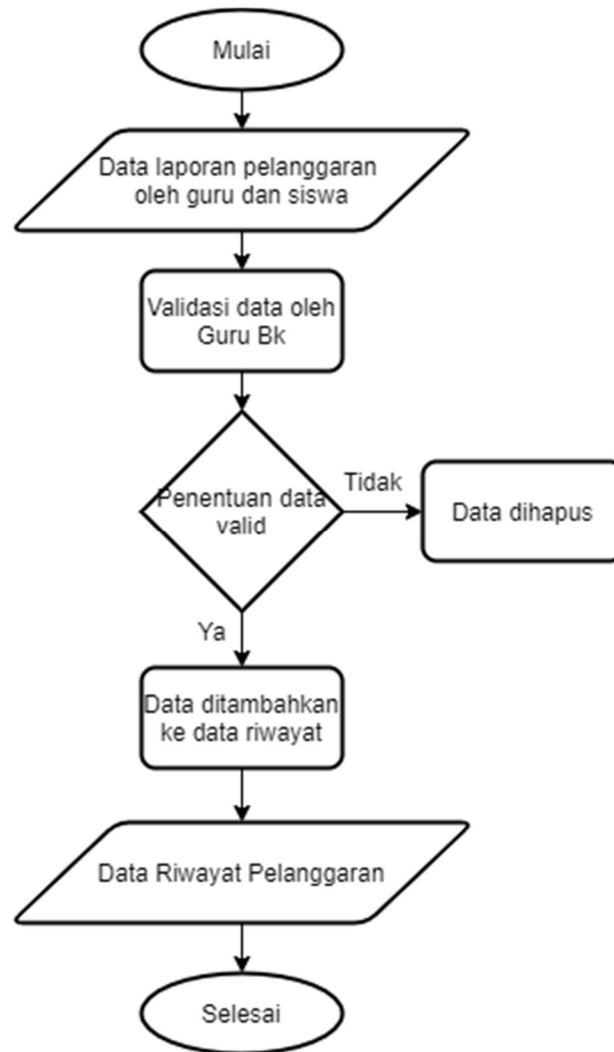 Mulai
Data laporan pelanggaran
oleh guru dan siswa
Validasi data oleh
Guru Bk
Penentuan data
valid
Tidak
Data dihapus
Ya
Data ditambahkan
ke data riwayat
Data Riwayat Pelanggaran
Selesai